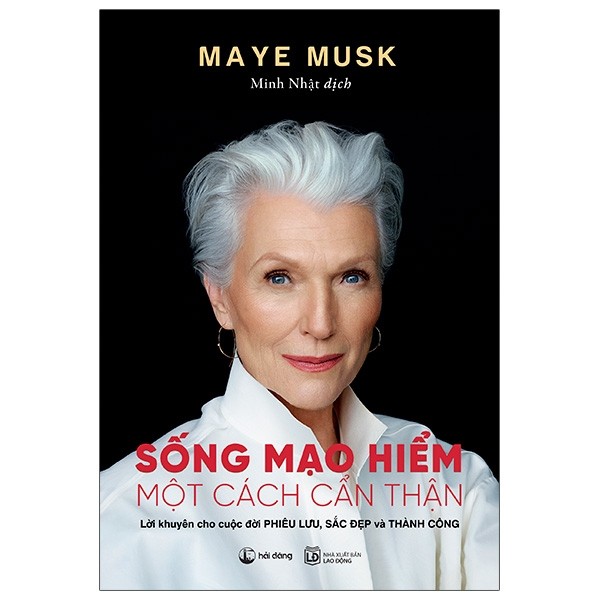 MAYE MUSK
Minh Nhật dịch
SỐNG MẠO HIỂM
MỘT CÁCH CẨN THẬN
Lời khuyên cho cuộc đời PHIÊU LƯU, SẮC ĐẸP và THÀNH CÔNG
hải đăng
LĐ
NHÀ XUẤT BẢN
LAO ĐỘNG